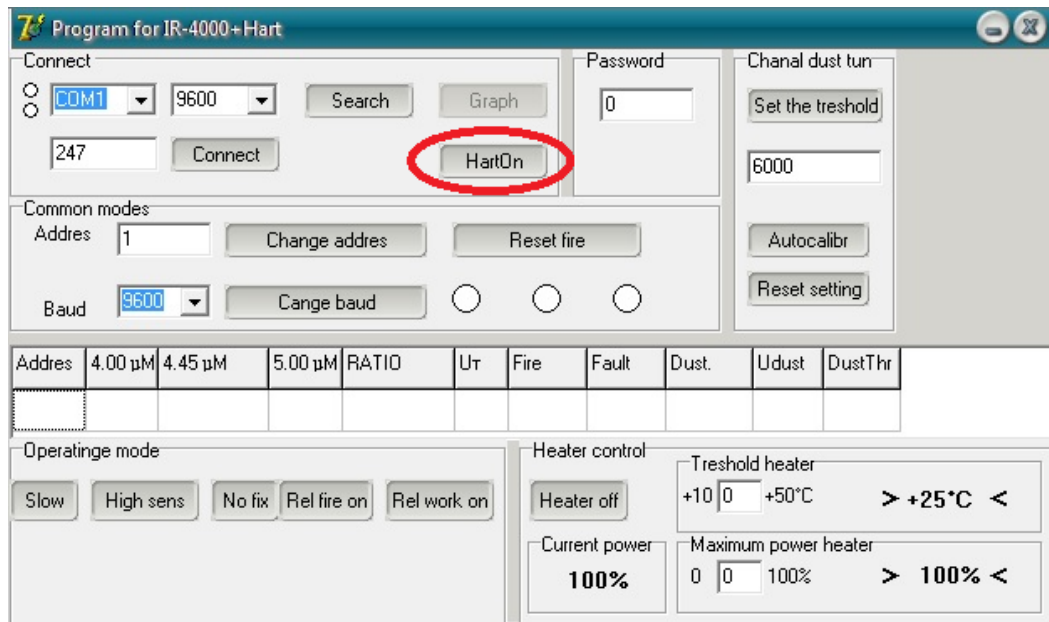 Program for IR-4000+Hart
Connect
COM1
9600
Search
Graph
247
Connect
HartOn
Password
0
Chanal dust tun
Set the treshold
6000
Autocalibr
Reset setting
Common modes
Addres
1
Change addres
Reset fire
Baud
9600
Cange baud
Addres 4.00 µM 4.45 µM 5.00 µM RATIO Uт Fire Fault Dust. Udust DustThr
Operatinge mode
Slow
High sens
No fix
Rel fire on
Rel work on
Heater control
Heater off
Current power
100%
Treshold heater
+10 0 +50°C > +25°C <
Maximum power heater
0 0 100% > 100% <